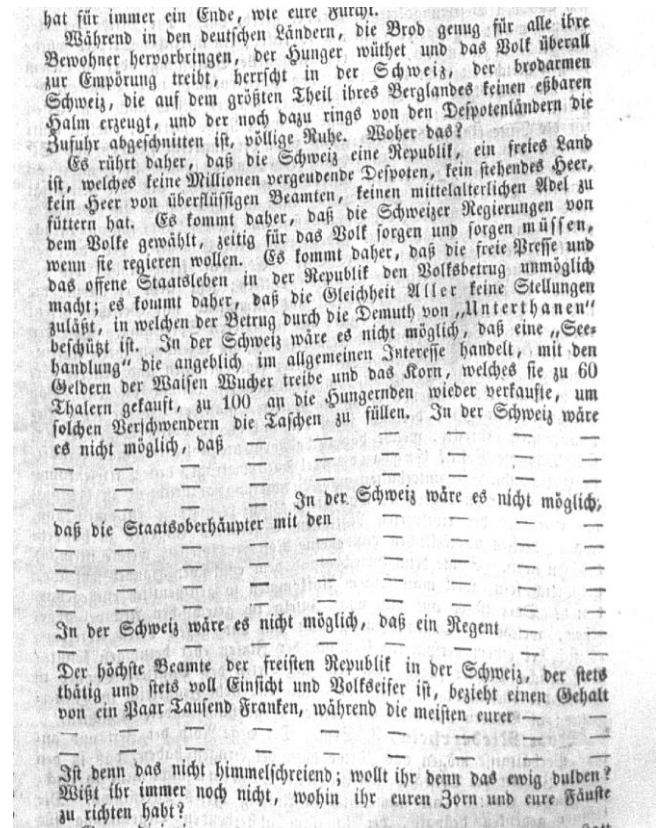 hat für immer ein Ende, wie eure Furcht.
Während in den deutschen Ländern, die Brod genug für alle ihre
Bewohner hervorbringen, der Hunger wüthet und das Volk überall
zur Empörung treibt, herrscht in der Schweiz, der brodarmen
Schweiz, die auf dem größten Theil ihres Berglandes keinen eßbaren
Halm erzeugt, und der noch dazu rings von den Despotenländern die
Zufuhr abgeschnitten ist, völlige Ruhe. Woher das?
Es rührt daher, daß die Schweiz eine Republik, ein freies Land
ist, welches keine Millionen vergeudende Despoten, kein stehendes Heer,
kein Heer von überflüssigen Beamten, keinen mittelalterlichen Adel zu
füttern hat. Es kommt daher, daß die Schweizer Regierungen von
dem Volke gewählt, zeitig für das Volk sorgen und sorgen müssen,
wenn sie regieren wollen. Es kommt daher, daß die freie Presse und
das offene Staatsleben in der Republik den Volksbetrug unmöglich
macht; es kommt daher, daß die Gleichheit Aller keine Stellungen
zuläßt, in welchen der Betrug durch die Demuth von „Unterthanen“
beschützt ist. In der Schweiz wäre es nicht möglich, daß eine „See-
handlung“ die angeblich im allgemeinen Interesse handelt, mit den
Geldern der Waisen Wucher treibe und das Korn, welches sie zu 60
Thalern gekauft, zu 100 an die Hungernden wieder verkaufte, um
solchen Verschwendern die Taschen zu füllen. In der Schweiz wäre
es nicht möglich, daß — — — — — — —
— — — — — — — — — —
— — — — — — — — — —
— — — — In der Schweiz wäre es nicht möglich,
daß die Staatsoberhäupter mit den — — — — —
— — — — — — — — — —
— — — — — — — — — —
— — — — — — — — — —
In der Schweiz wäre es nicht möglich, daß ein Regent — —
— — — — — — — — — —
Der höchste Beamte der freisten Republik in der Schweiz, der stets
thätig und stets voll Einsicht und Volkseifer ist, bezieht einen Gehalt
von ein Paar Tausend Franken, während die meisten eurer — —
— — — — — — — — — —
Ist denn das nicht himmelschreiend; wollt ihr denn das ewig dulden?
Wißt ihr immer noch nicht, wohin ihr euren Zorn und eure Fäuste
zu richten habt?